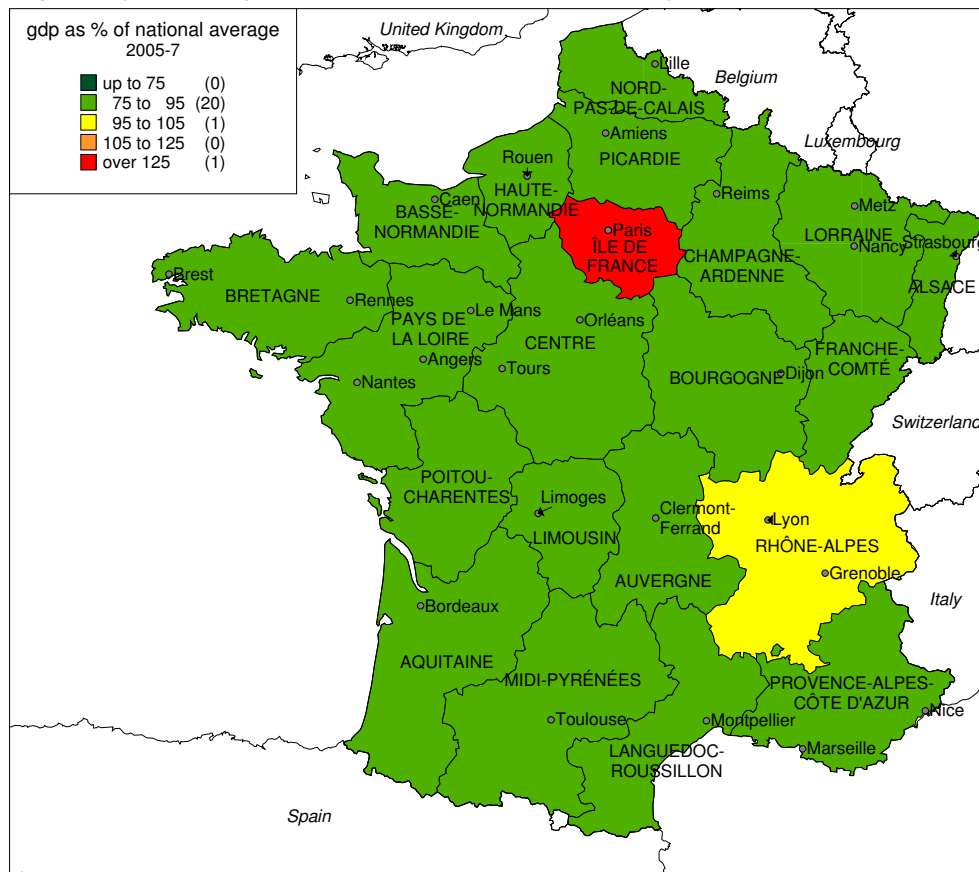 gdp as % of national average
2005-7
up to 75 (0)
75 to 95 (20)
95 to 105 (1)
105 to 125 (0)
over 125 (1)
United Kingdom
Lille
Belgium
NORD-
PAS-DE-CALAIS
Amiens
PICARDIE
Luxembourg
Rouen
HAUTE-
NORMANDIE
Caen
BASSE-
NORMANDIE
Reims
Metz
LORRAINE
Nancy
Strasbourg
ALSACE
Paris
ÎLE DE
FRANCE
CHAMPAGNE-
ARDENNE
Brest
BRETAGNE
Rennes
Le Mans
PAYS DE
LA LOIRE
Angers
Nantes
Orléans
CENTRE
Tours
BOURGOGNE
Dijon
FRANCHE-
COMTÉ
Switzerland
POITOU-
CHARENTES
Limoges
LIMOUSIN
Clermont-
Ferrand
AUVERGNE
Lyon
RHÔNE-ALPES
Grenoble
Italy
Bordeaux
AQUITAINE
MIDI-PYRÉNÉES
Toulouse
PROVENCE-ALPES-
CÔTE D'AZUR
Nice
Montpellier
Marseille
LANGUEDOC-
ROUSSILLON
Spain